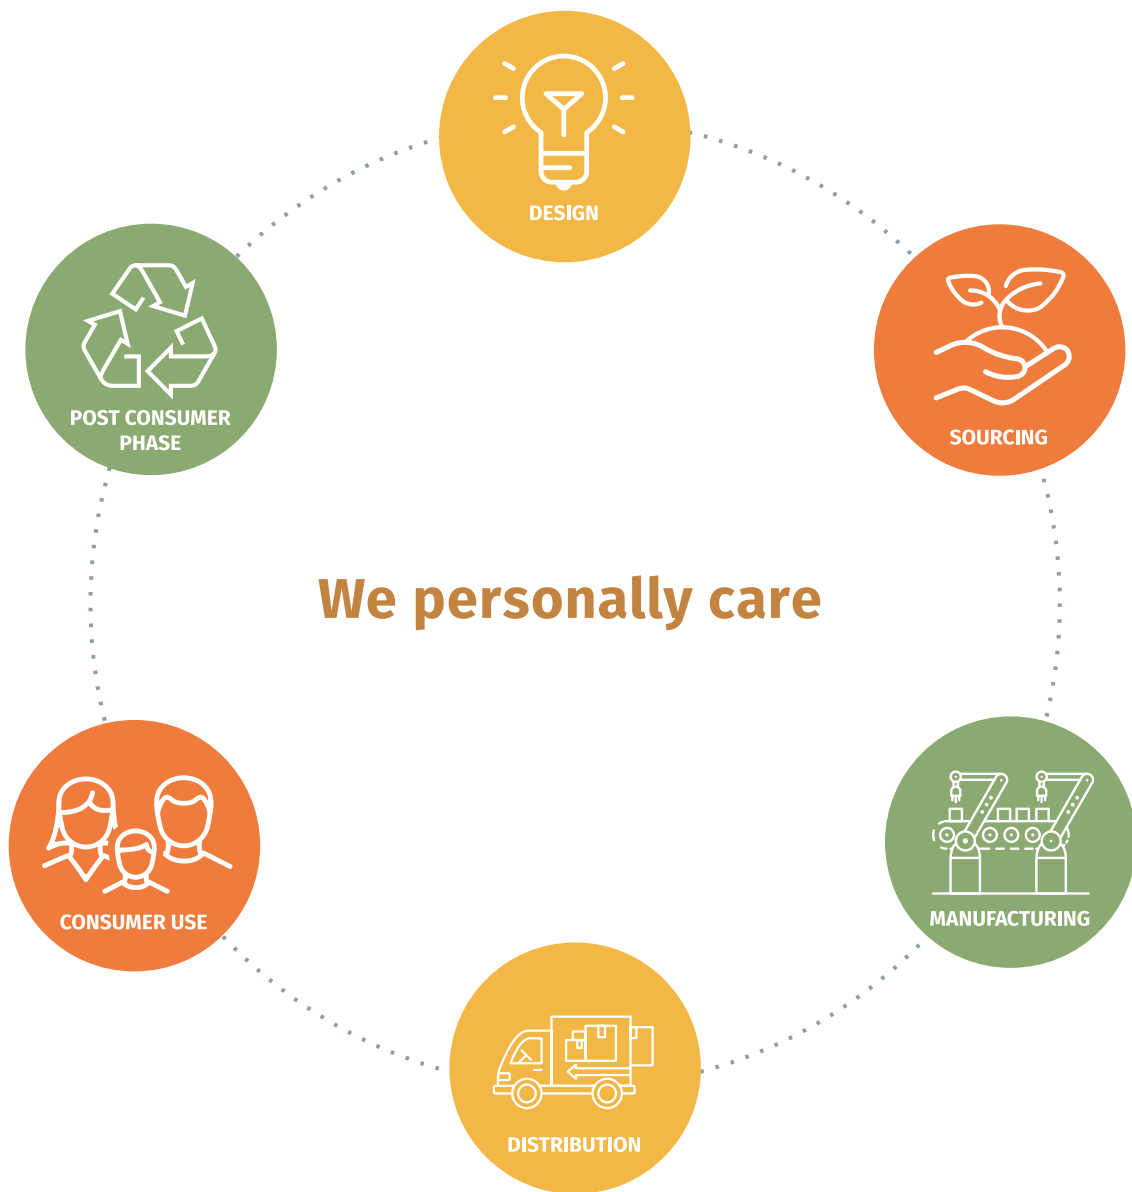 DESIGN
SOURCING
MANUFACTURING
DISTRIBUTION
CONSUMER USE
POST CONSUMER
PHASE
We personally care